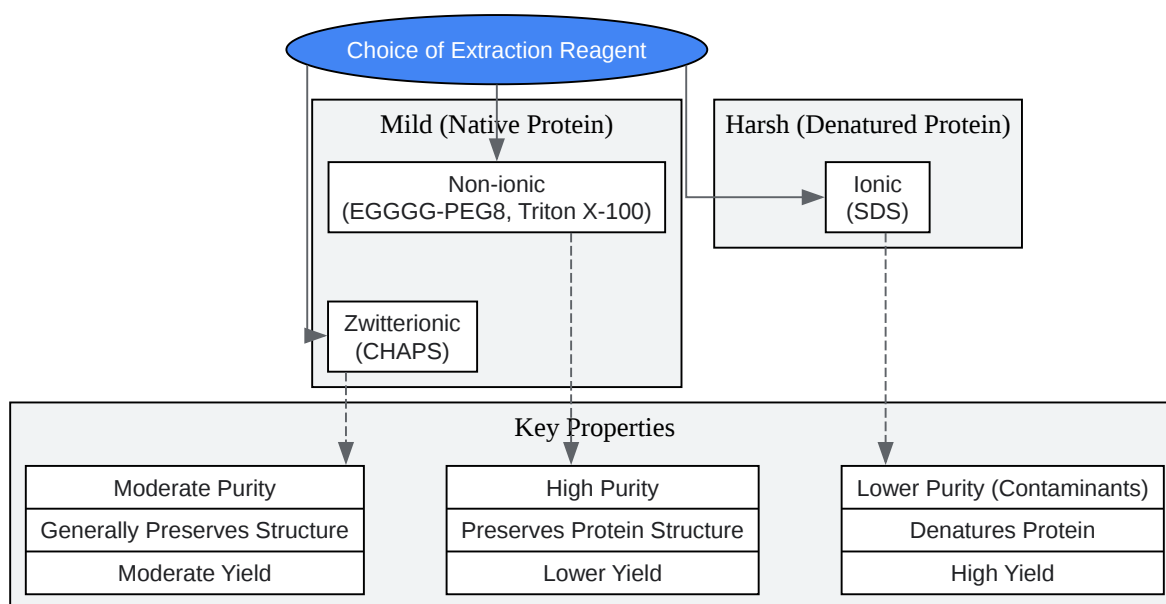 Choice of Extraction Reagent
Mild (Native Protein)
Harsh (Denatured Protein)
Non-ionic
(EGGGG-PEG8, Triton X-100)
Ionic
(SDS)
Zwitterionic
(CHAPS)
Key Properties
Moderate Purity
Generally Preserves Structure
Moderate Yield
High Purity
Preserves Protein Structure
Lower Yield
Lower Purity (Contaminants)
Denatures Protein
High Yield